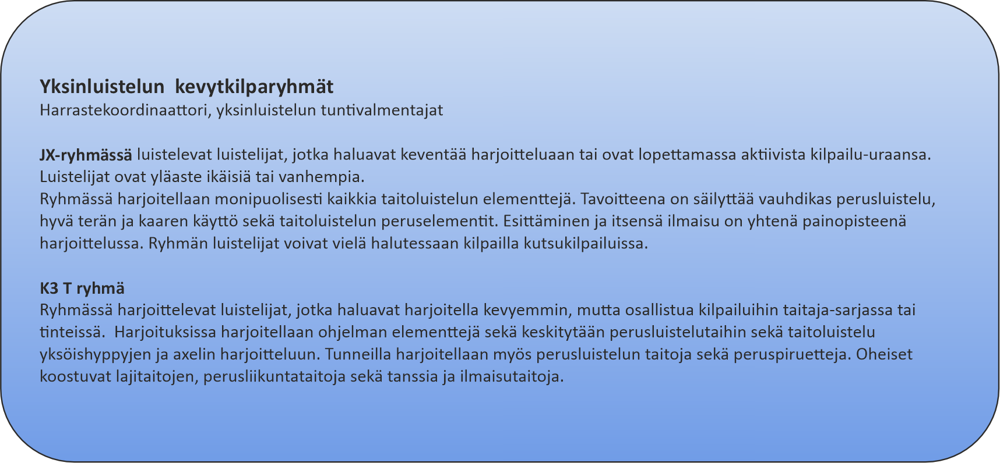 Yksinluistelun  kevytkilparyhmät
Harrastekoordinaattori, yksinluistelun tuntivalmentajat
JX-ryhmässä luistelevat luistelijat, jotka haluavat keventää harjoitteluaan tai ovat lopettamassa aktiivista kilpailu-uraansa.
Luistelijat ovat yläaste ikäisiä tai vanhempia.
Ryhmässä harjoitellaan monipuolisesti kaikkia taitoluistelun elementtejä. Tavoitteena on säilyttää vauhdikas perusluistelu,
hyvä terän ja kaaren käyttö sekä taitoluistelun peruselementit. Esittäminen ja itsensä ilmaisu on yhtenä painopisteenä
harjoittelussa. Ryhmän luistelijat voivat vielä halutessaan kilpailla kutsukilpailuissa.
K3 T ryhmä
Ryhmässä harjoittelevat luistelijat, jotka haluavat harjoitella kevyemmin, mutta osallistua kilpailuihin taitaja-sarjassa tai
tinteissä.  Harjoituksissa harjoitellaan ohjelman elementtejä sekä keskitytään perusluistelutaihin sekä taitoluistelu
yksöishyppyjen ja axelin harjoitteluun. Tunneilla harjoitellaan myös perusluistelun taitoja sekä peruspiruetteja. Oheiset
koostuvat lajitaitojen, perusliikuntataitoja sekä tanssia ja ilmaisutaitoja.